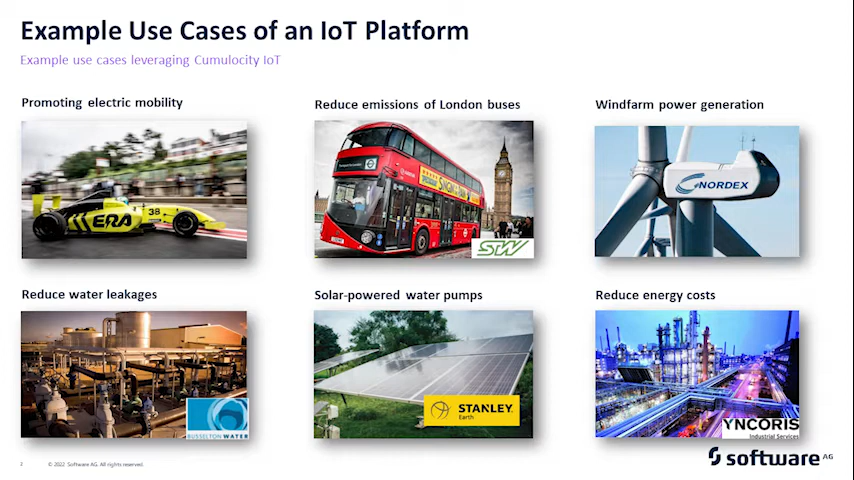 Example Use Cases of an IoT Platform
Example use cases leveraging Cumulocity IoT
Promoting electric mobility
Reduce emissions of London buses
Windfarm power generation
ERA
38
STW
NORDEX
Reduce water leakages
Solar-powered water pumps
Reduce energy costs
BUSSELTON WATER
STANLEY.
Earth
YNCORIS
Industrial Services
2
© 2022 Software AG. All rights reserved.
software AG